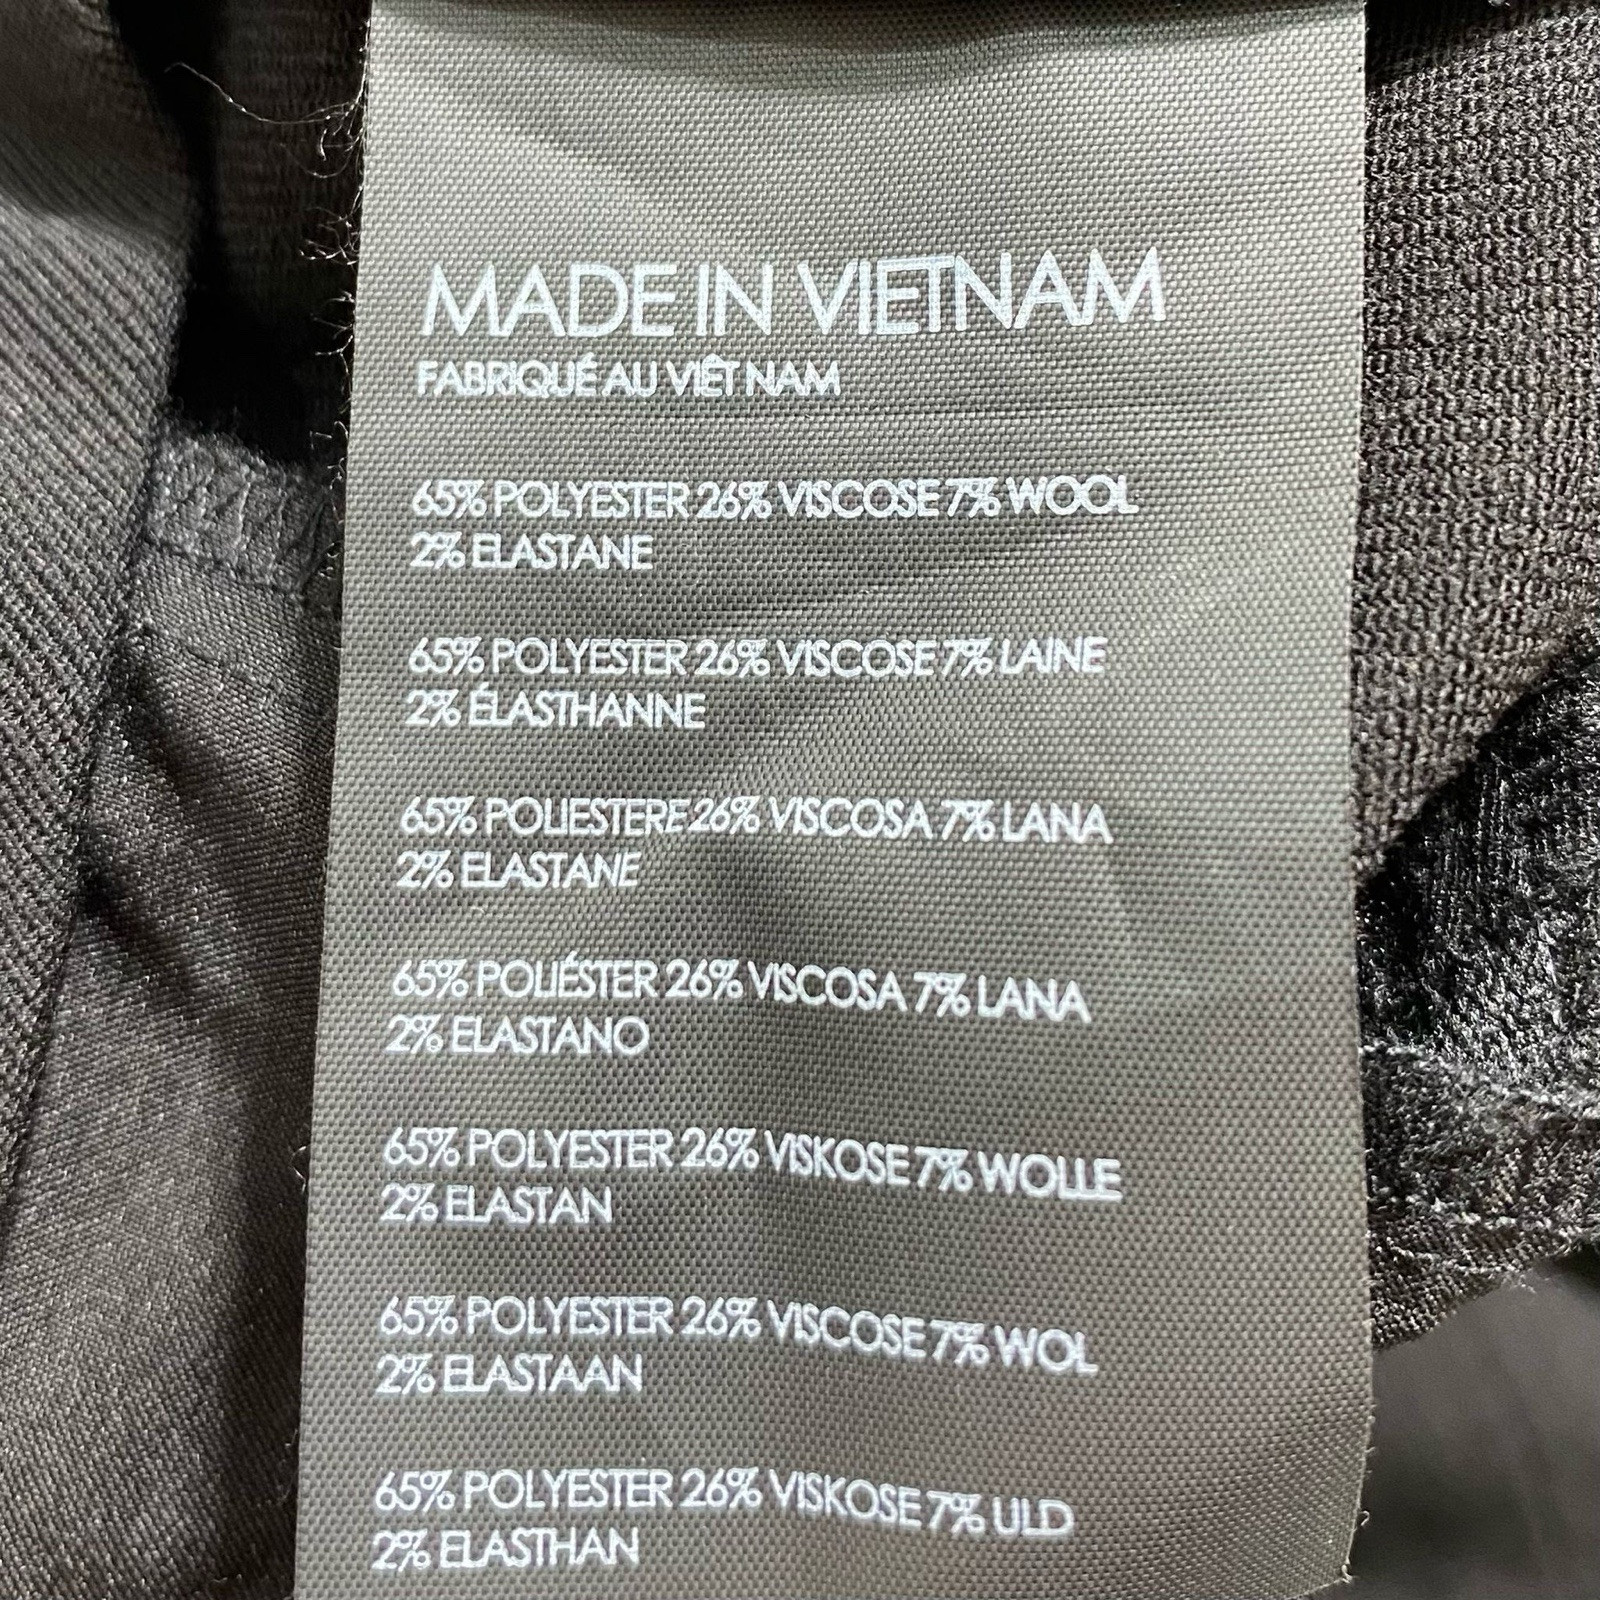 MADE IN VIETNAM
FABRIQUÉ AU VIÊT NAM
65% POLYESTER 26% VISCOSE 7% WOOL
2% ELASTANE
65% POLYESTER 26% VISCOSE 7% LAINE
2% ÉLASTHANNE
65% POLIESTERE 26% VISCOSA 7% LANA
2% ELASTANE
65% POLIÉSTER 26% VISCOSA 7% LANA
2% ELASTANO
65% POLYESTER 26% VISKOSE 7% WOLLE
2% ELASTAN
65% POLYESTER 26% VISCOSE 7% WOL
2% ELASTAAN
65% POLYESTER 26% VISKOSE 7% ULD
2% ELASTHAN